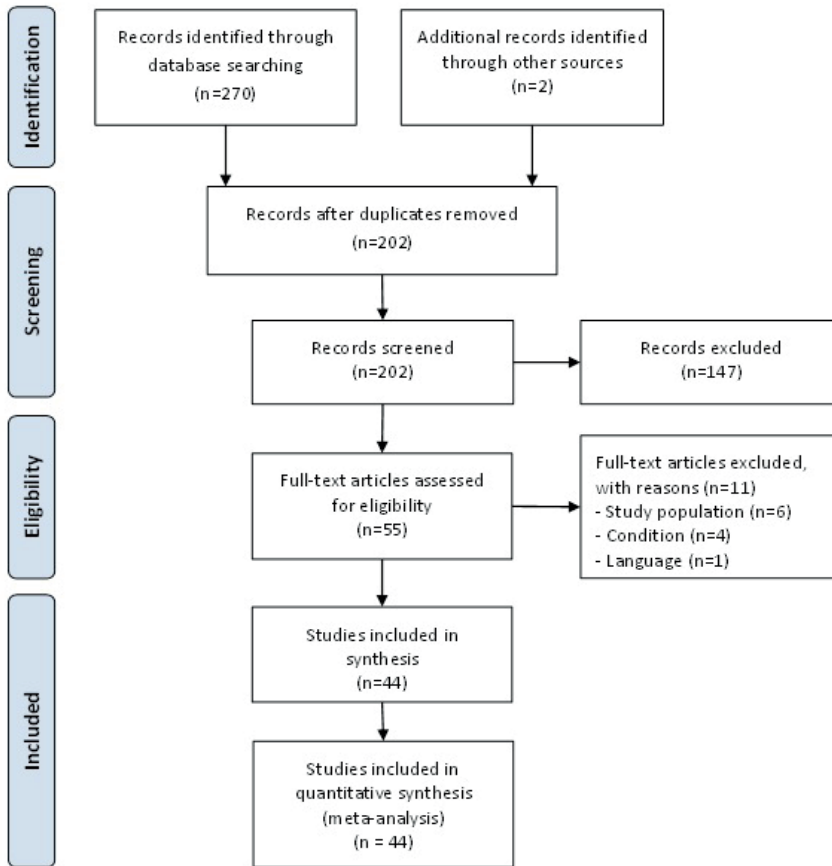 Identification
Records identified through
database searching
(n=270)
Additional records identified
through other sources
(n=2)
Screening
Records after duplicates removed
(n=202)
Records screened
(n=202)
Records excluded
(n=147)
Eligibility
Full-text articles assessed
for eligibility
(n=55)
Full-text articles excluded,
with reasons (n=11)
- Study population (n=6)
- Condition (n=4)
- Language (n=1)
Included
Studies included in
synthesis
(n=44)
Studies included in
quantitative synthesis
(meta-analysis)
(n = 44)